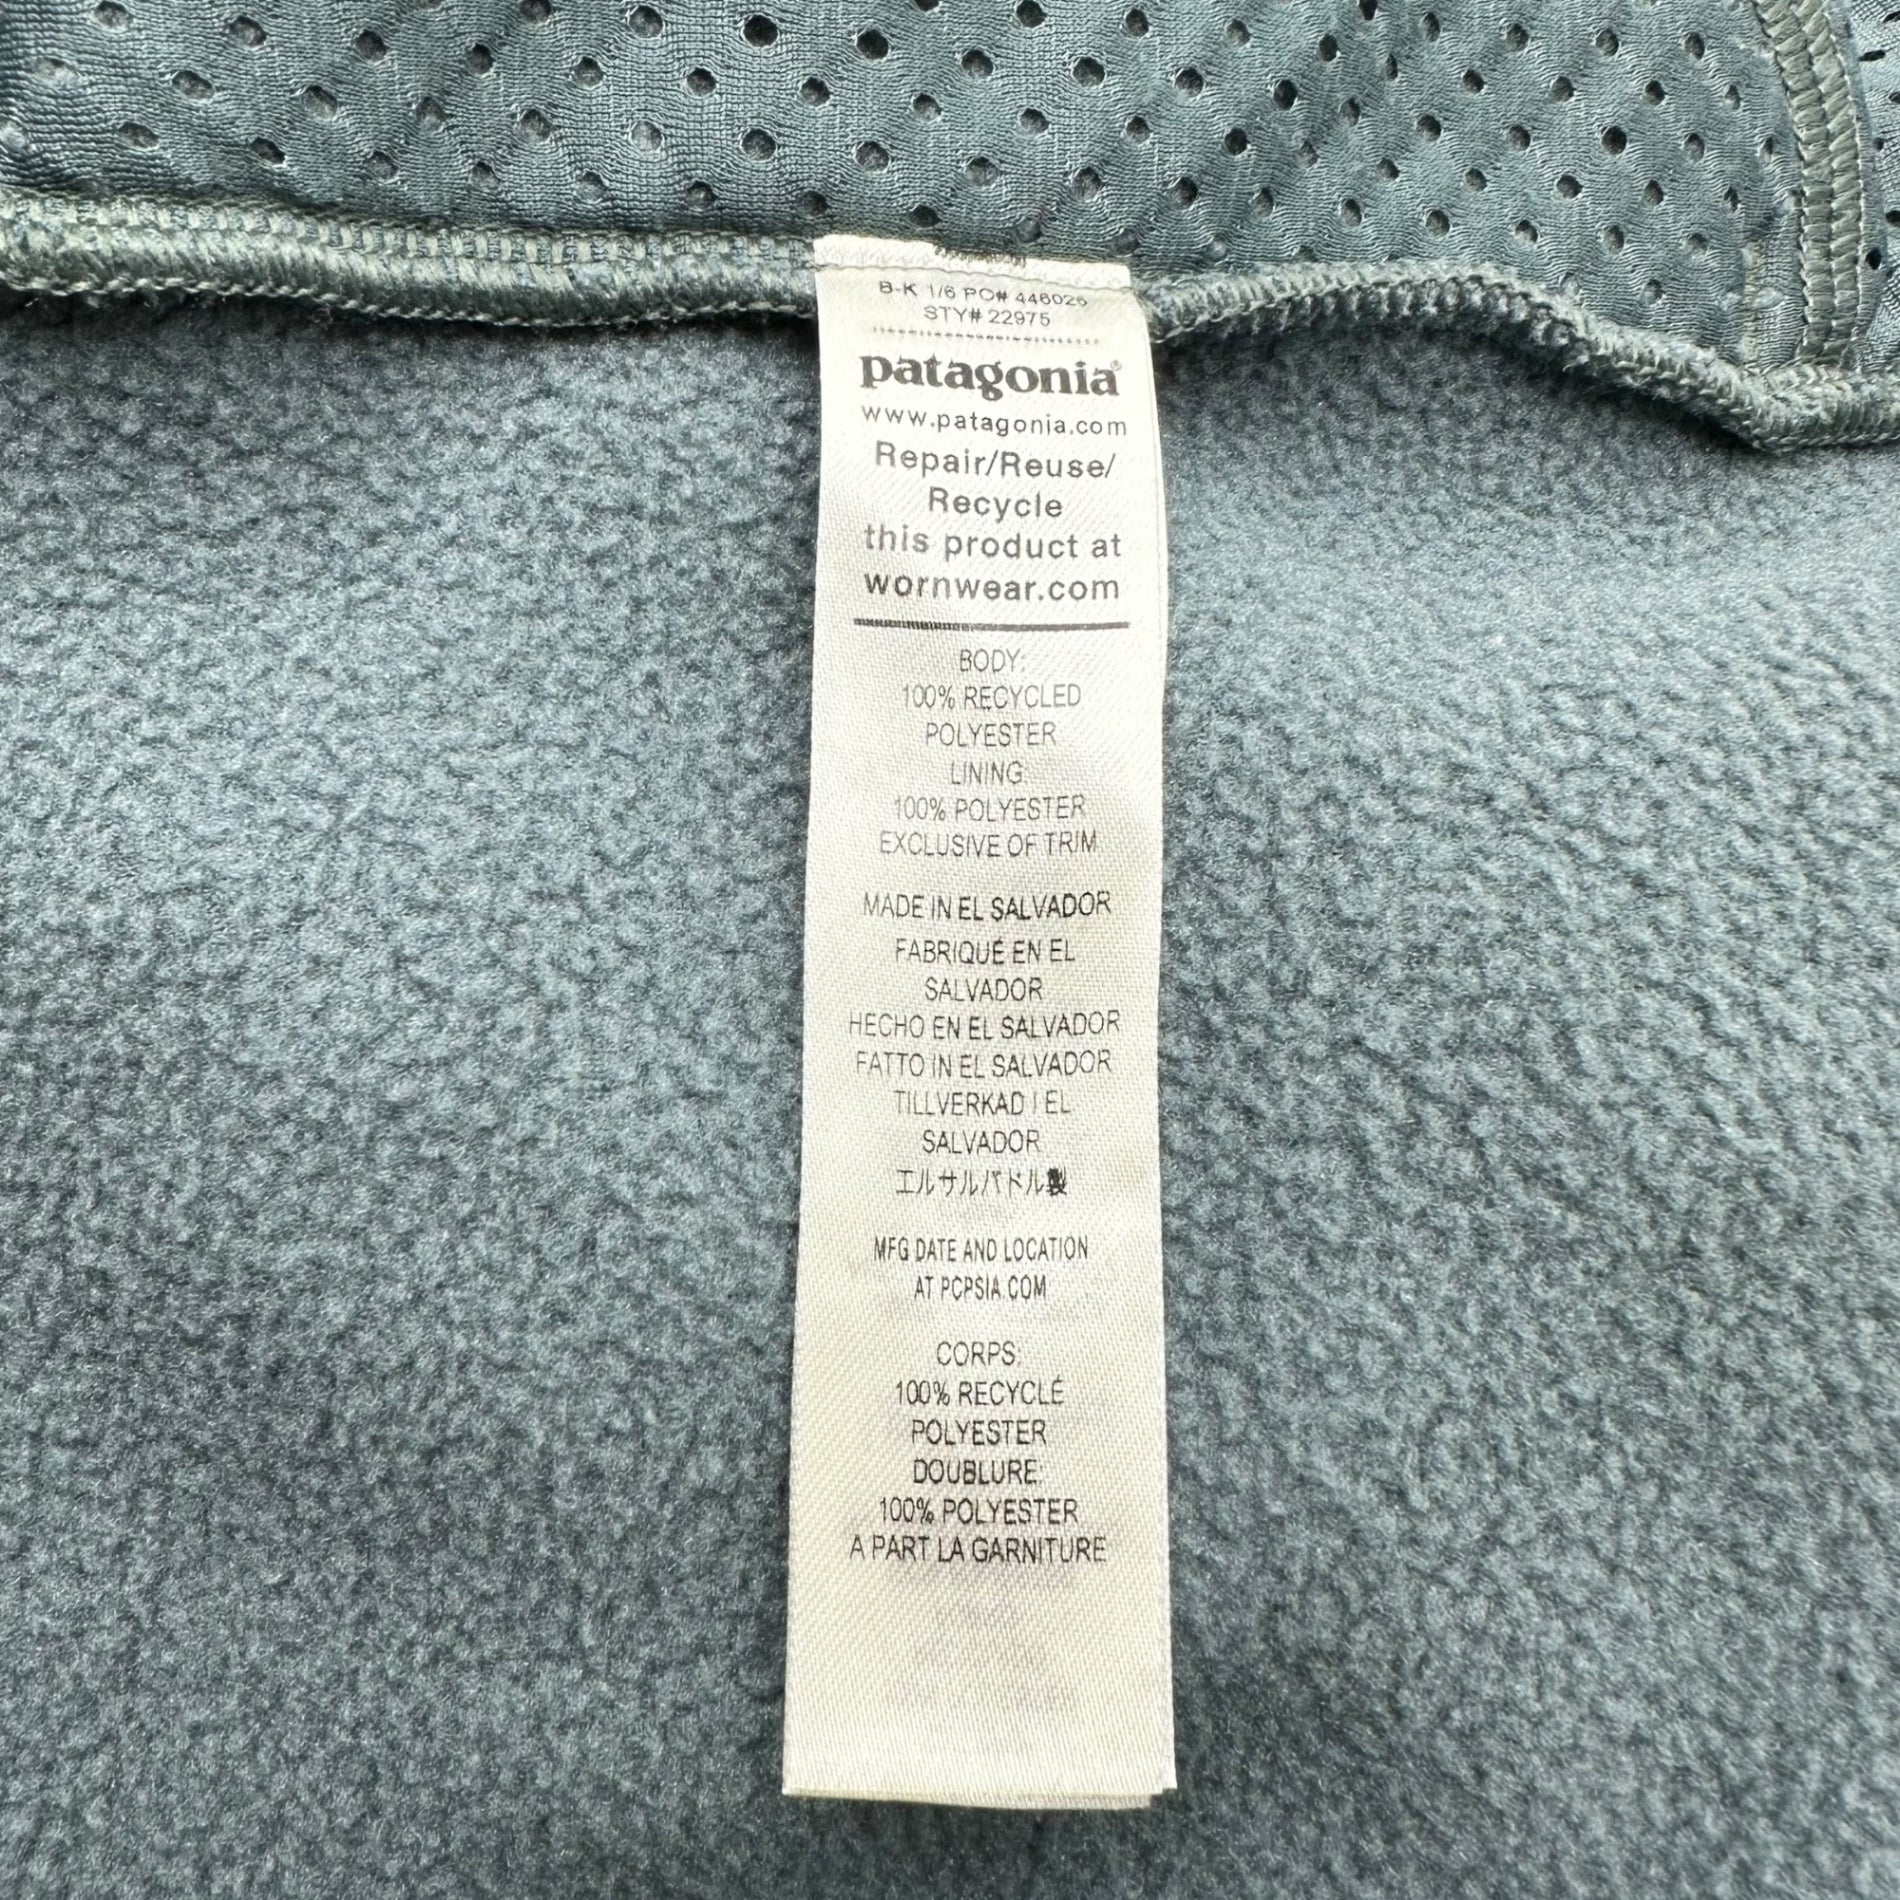 B-K 1/6 PO# 446026
STY# 22975
patagonia®
www.patagonia.com
Repair/Reuse/
Recycle
this product at
wornwear.com
BODY:
100% RECYCLED
POLYESTER
LINING:
100% POLYESTER
EXCLUSIVE OF TRIM
MADE IN EL SALVADOR
FABRIQUÉ EN EL
SALVADOR
HECHO EN EL SALVADOR
FATTO IN EL SALVADOR
TILLVERKAD I EL
SALVADOR
エルサルバドル製
MFG DATE AND LOCATION
AT PCPSIA.COM
CORPS:
100% RECYCLÉ
POLYESTER
DOUBLURE:
100% POLYESTER
A PART LA GARNITURE